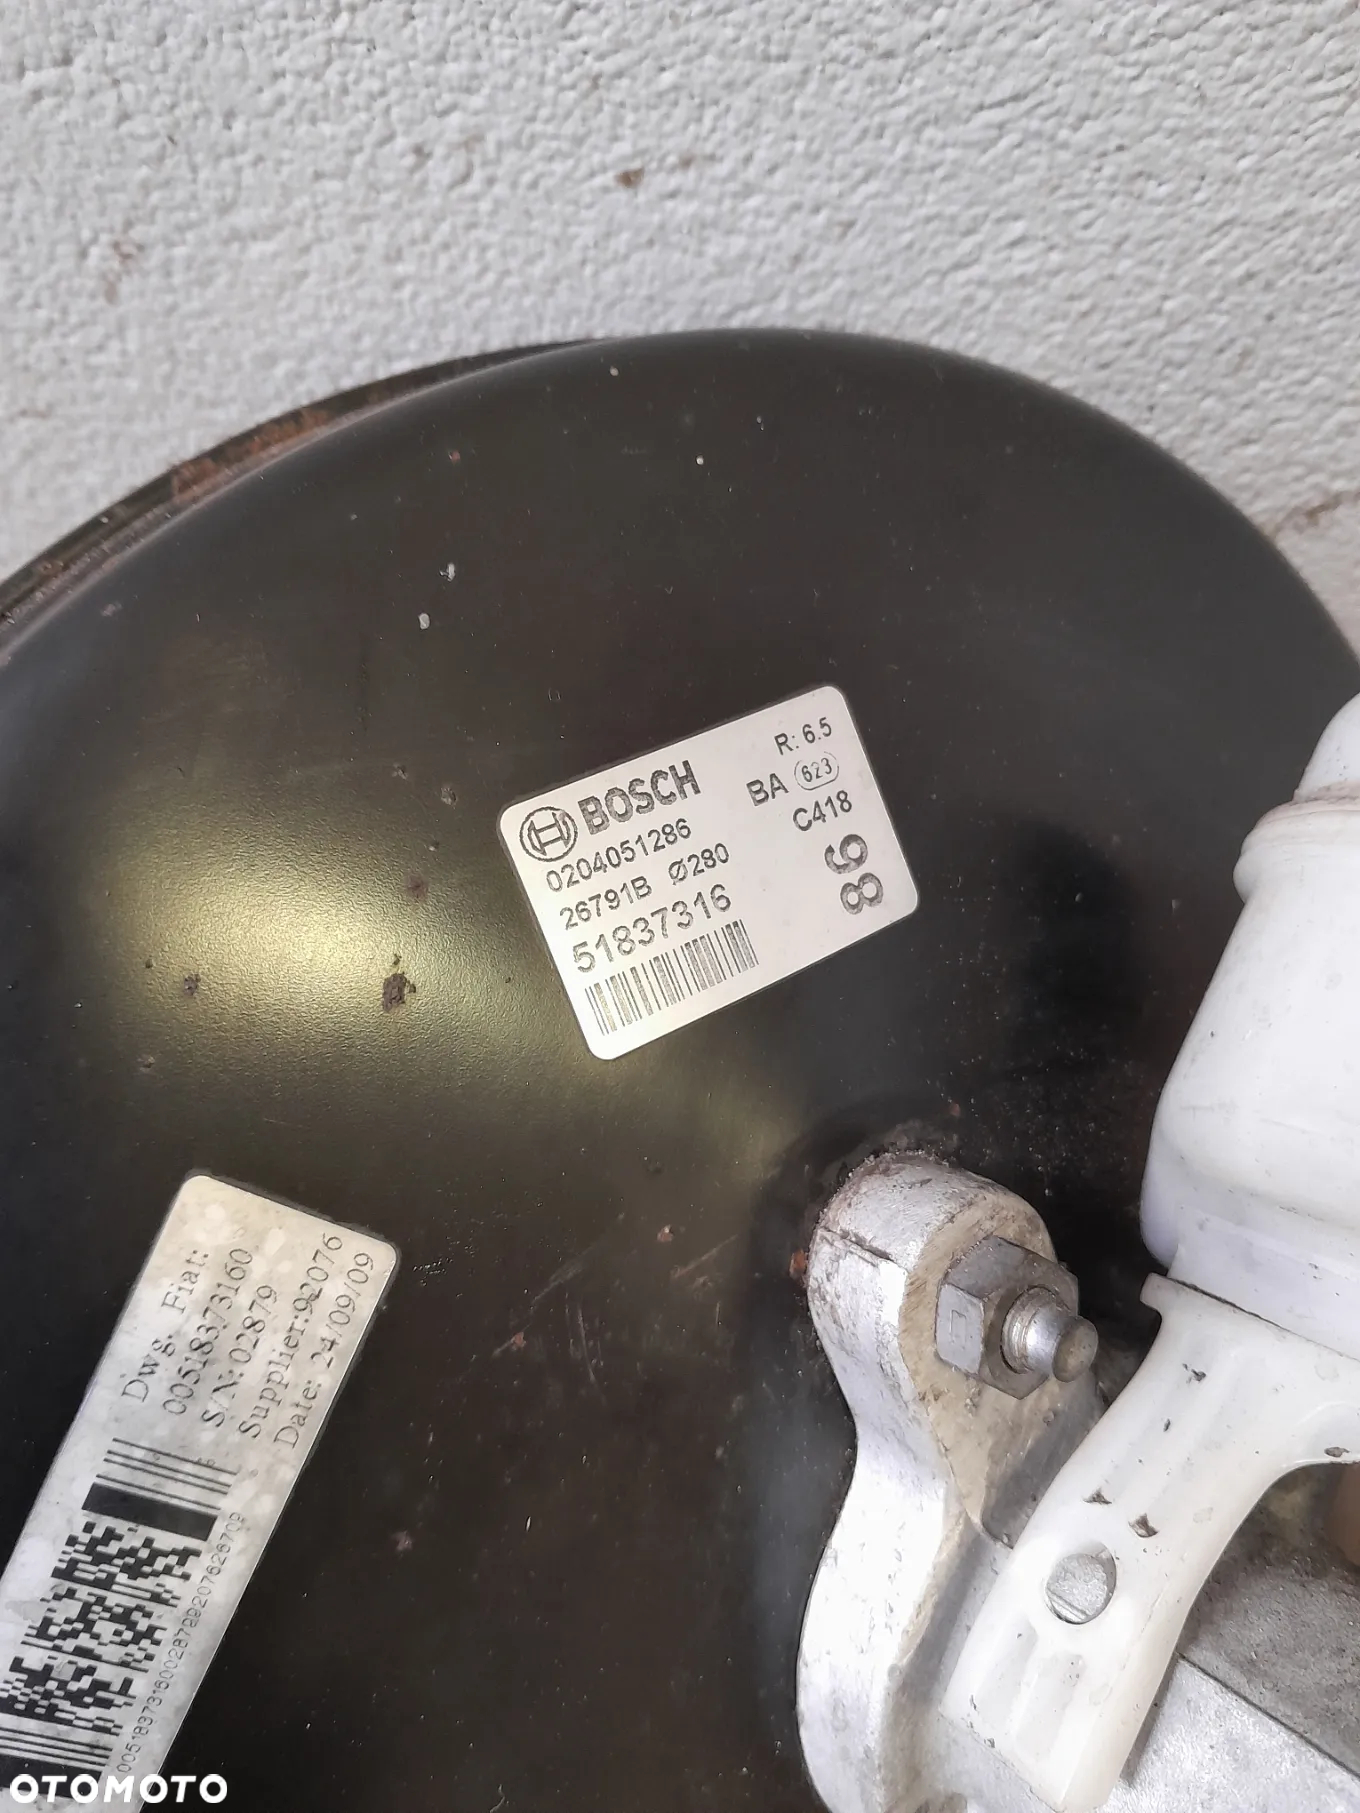 BOSCH
0204051286
26791B Ø280
51837316
R: 6.5
BA 623
C418
98
Dwg. Fiat:
00518373160
S/N: 02879
Supplier:92076
Date: 24/09/09
OTOMOTO